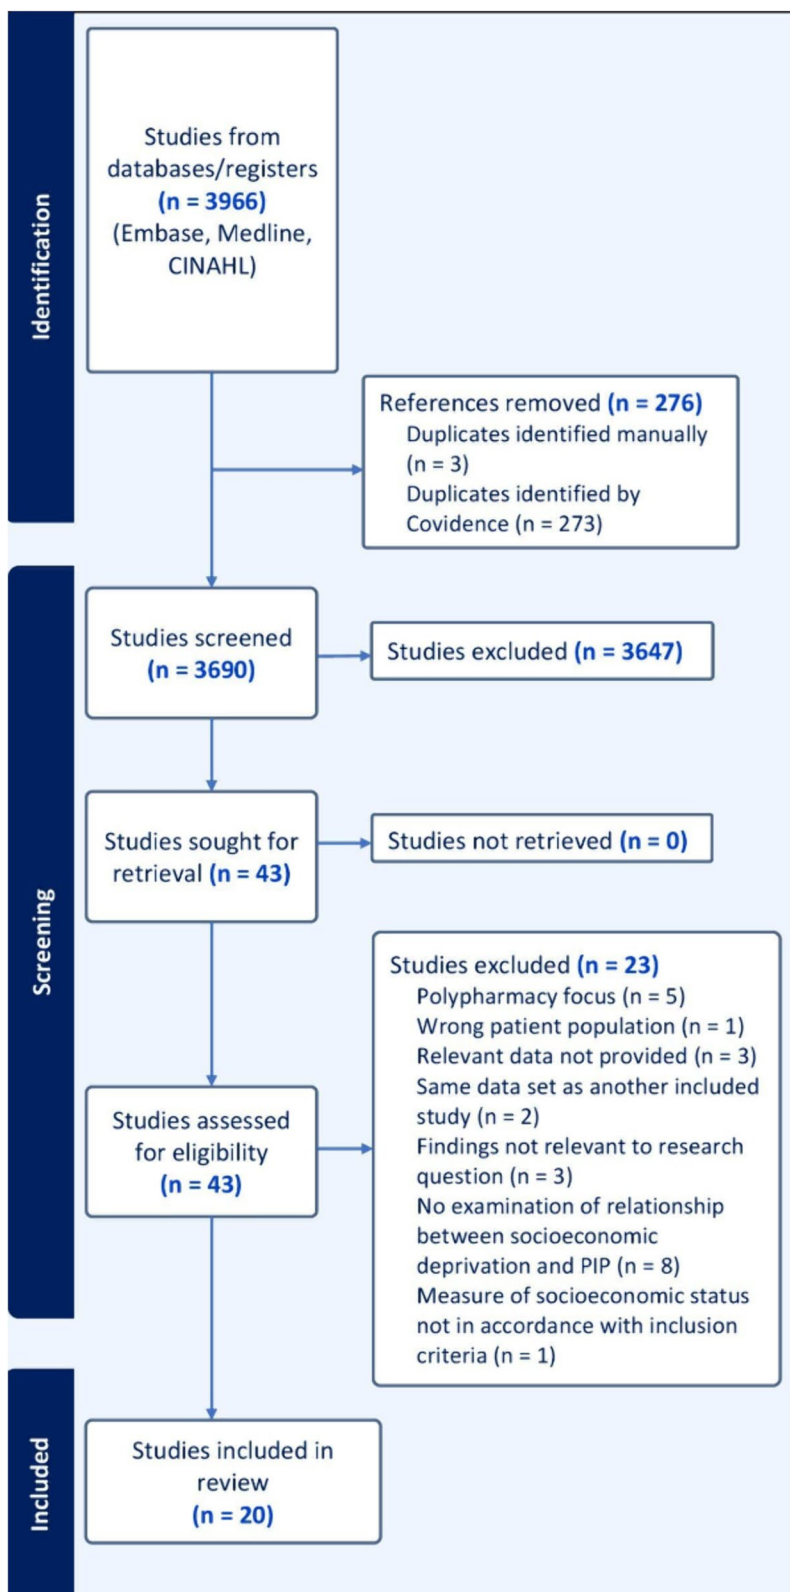 Identification
Studies from
databases/registers
(n = 3966)
(Embase, Medline,
CINAHL)
References removed (n = 276)
Duplicates identified manually
(n = 3)
Duplicates identified by
Covidence (n = 273)
Screening
Studies screened
(n = 3690)
Studies excluded (n = 3647)
Studies sought for
retrieval (n = 43)
Studies not retrieved (n = 0)
Studies assessed
for eligibility
(n = 43)
Studies excluded (n = 23)
Polypharmacy focus (n = 5)
Wrong patient population (n = 1)
Relevant data not provided (n = 3)
Same data set as another included
study (n = 2)
Findings not relevant to research
question (n = 3)
No examination of relationship
between socioeconomic
deprivation and PIP (n = 8)
Measure of socioeconomic status
not in accordance with inclusion
criteria (n = 1)
Included
Studies included in
review
(n = 20)